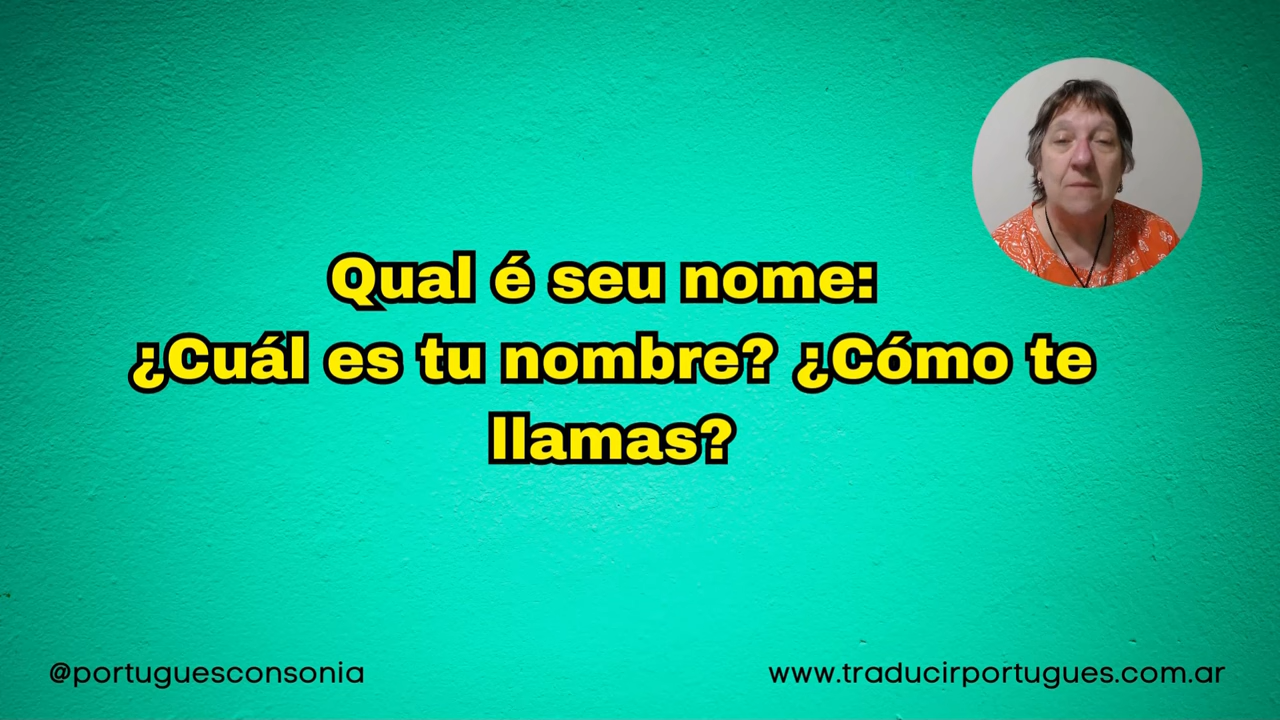 Qual é seu nome:
¿Cuál es tu nombre? ¿Cómo te
llamas?
@portuguesconsonia
www.traducirportugues.com.ar